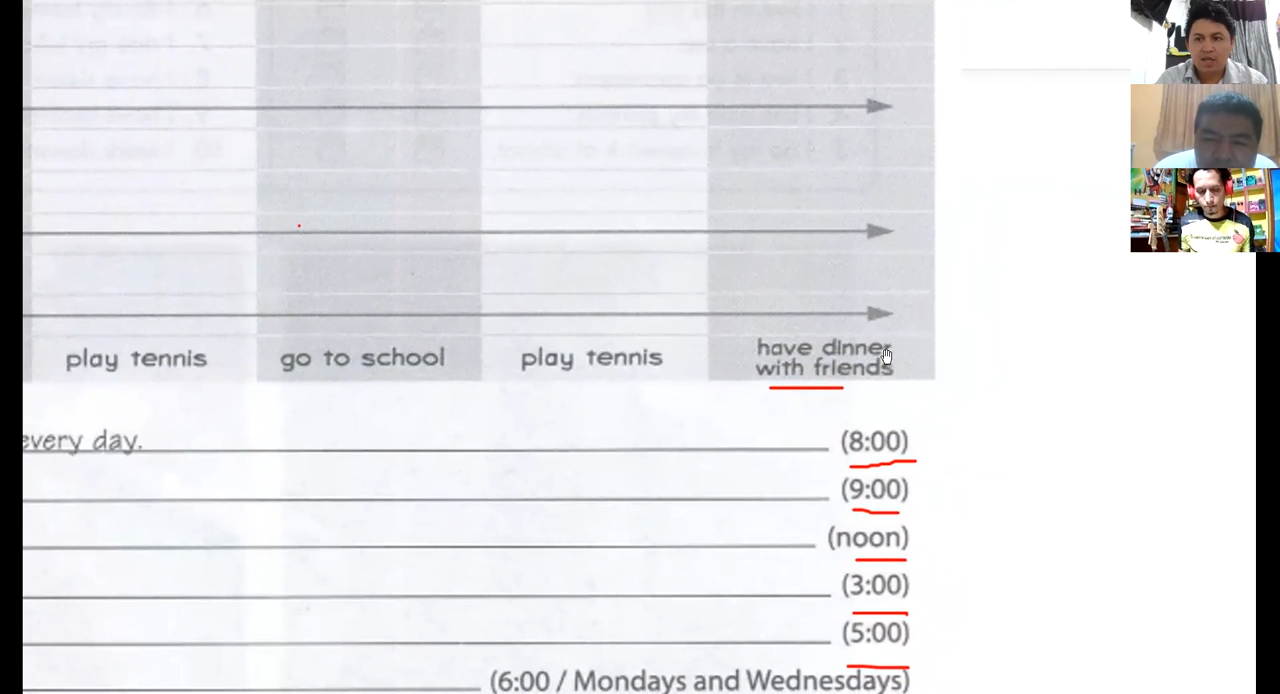 play tennis go to school play tennis have dinner
with friends
every day. (8:00)
(9:00)
(noon)
(3:00)
(5:00)
(6:00 / Mondays and Wednesdays)